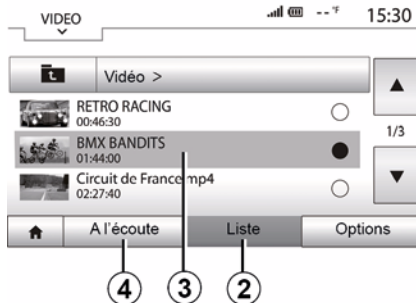 VIDEO --°F 15:30
Vidéo >
RETRO RACING
00:46:30
BMX BANDITS
01:44:00
1/3
Circuit de France mp4
02:27:40
A l'écoute Liste Options
4 3 2